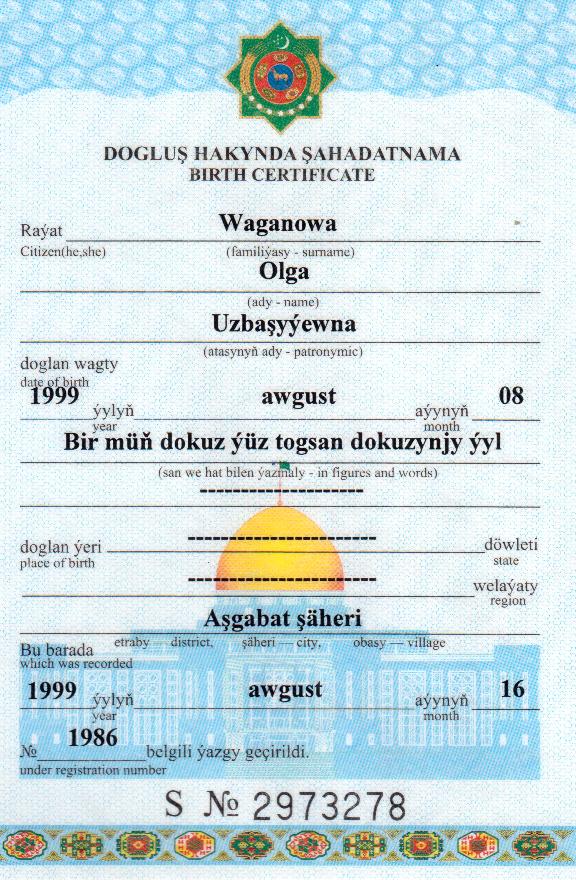 DOGLUŞ HAKYNDA ŞAHADATNAMA
BIRTH CERTIFICATE
Raýat Waganowa
Citizen(he,she) (familiýasy - surname)
Olga
(ady - name)
Uzbaşyýewna
(atasynyň ady - patronymic)
doglan wagty
date of birth
1999 ýylyň awgust aýynyň 08
year month
Bir müň dokuz ýüz togsan dokuzynjy ýyl
(san we hat bilen ýazmaly - in figures and words)
--------------------
doglan ýeri ----------------------- döwleti
place of birth state
----------------------- welaýaty
region
Aşgabat şäheri
etraby district, şäheri — city, obasy — village
Bu barada
which was recorded
1999 ýylyň awgust aýynyň 16
year month
№ 1986 belgili ýazgy geçirildi.
under registration number
S № 2973278